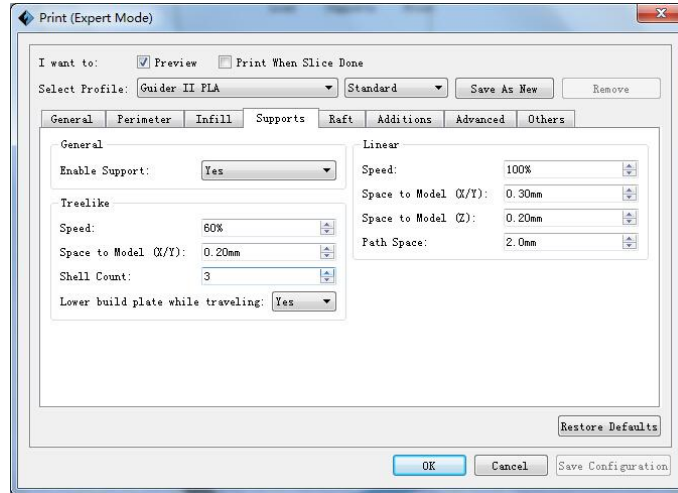 Print (Expert Mode)
I want to: Preview Print When Slice Done
Select Profile: Guider II PLA Standard Save As New Remove
General Perimeter Infill Supports Raft Additions Advanced Others
General
Enable Support: Yes
Treelike
Speed: 60%
Space to Model (X/Y): 0.20mm
Shell Count: 3
Lower build plate while traveling: Yes
Linear
Speed: 100%
Space to Model (X/Y): 0.30mm
Space to Model (Z): 0.20mm
Path Space: 2.0mm
Restore Defaults
OK Cancel Save Configuration